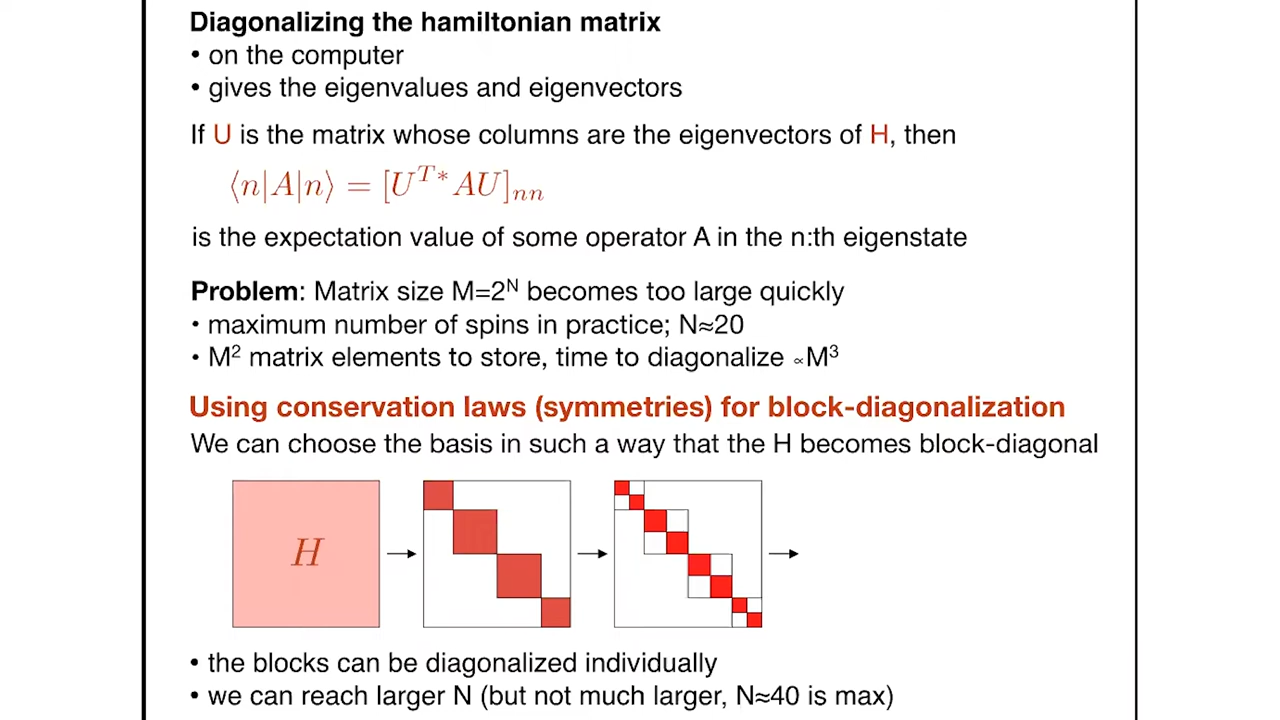 Diagonalizing the hamiltonian matrix
• on the computer
• gives the eigenvalues and eigenvectors
If U is the matrix whose columns are the eigenvectors of H, then
⟨n|A|n⟩ = [U^{T*}AU]_{nn}
is the expectation value of some operator A in the n:th eigenstate
Problem: Matrix size M=2^N becomes too large quickly
• maximum number of spins in practice; N≈20
• M² matrix elements to store, time to diagonalize ∝M³
Using conservation laws (symmetries) for block-diagonalization
We can choose the basis in such a way that the H becomes block-diagonal
H
• the blocks can be diagonalized individually
• we can reach larger N (but not much larger, N≈40 is max)